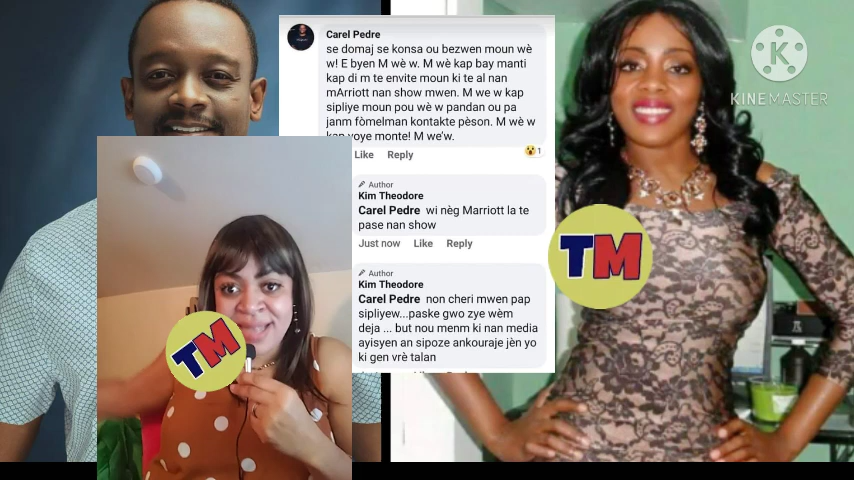 Carel Pedre
se domaj se konsa ou bezwen moun wè
w! E byen M wè w. M wè kap bay manti
kap di m te envite moun ki te al nan
mArriott nan show mwen. M we w kap
sipliye moun pou wè w pandan ou pa
janm fòmelman kontakte pèson. M wè w
kap voye monte! M we'w.
Like Reply
1
Author
Kim Theodore
Carel Pedre wi nèg Marriott la te
pase nan show
Just now Like Reply
Author
Kim Theodore
Carel Pedre non cheri mwen pap
sipliyew...paske gwo zye wèm
deja ... but nou menm ki nan media
ayisyen an sipoze ankouraje jèn yo
ki gen vrè talan
TM
TM
K
KINEMASTER